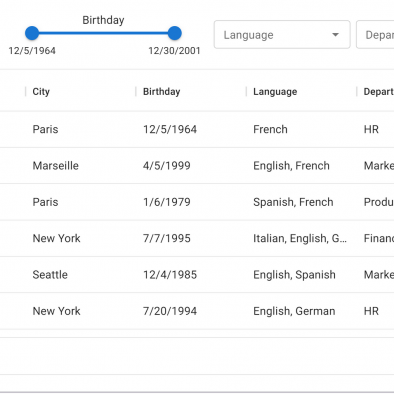 Birthday
12/5/1964 12/30/2001
Language Depar
City Birthday Language Depart
Paris 12/5/1964 French HR
Marseille 4/5/1999 English, French Marke
Paris 1/6/1979 Spanish, French Produ
New York 7/7/1995 Italian, English, G... Financ
Seattle 12/4/1985 English, Spanish Marke
New York 7/20/1994 English, German HR